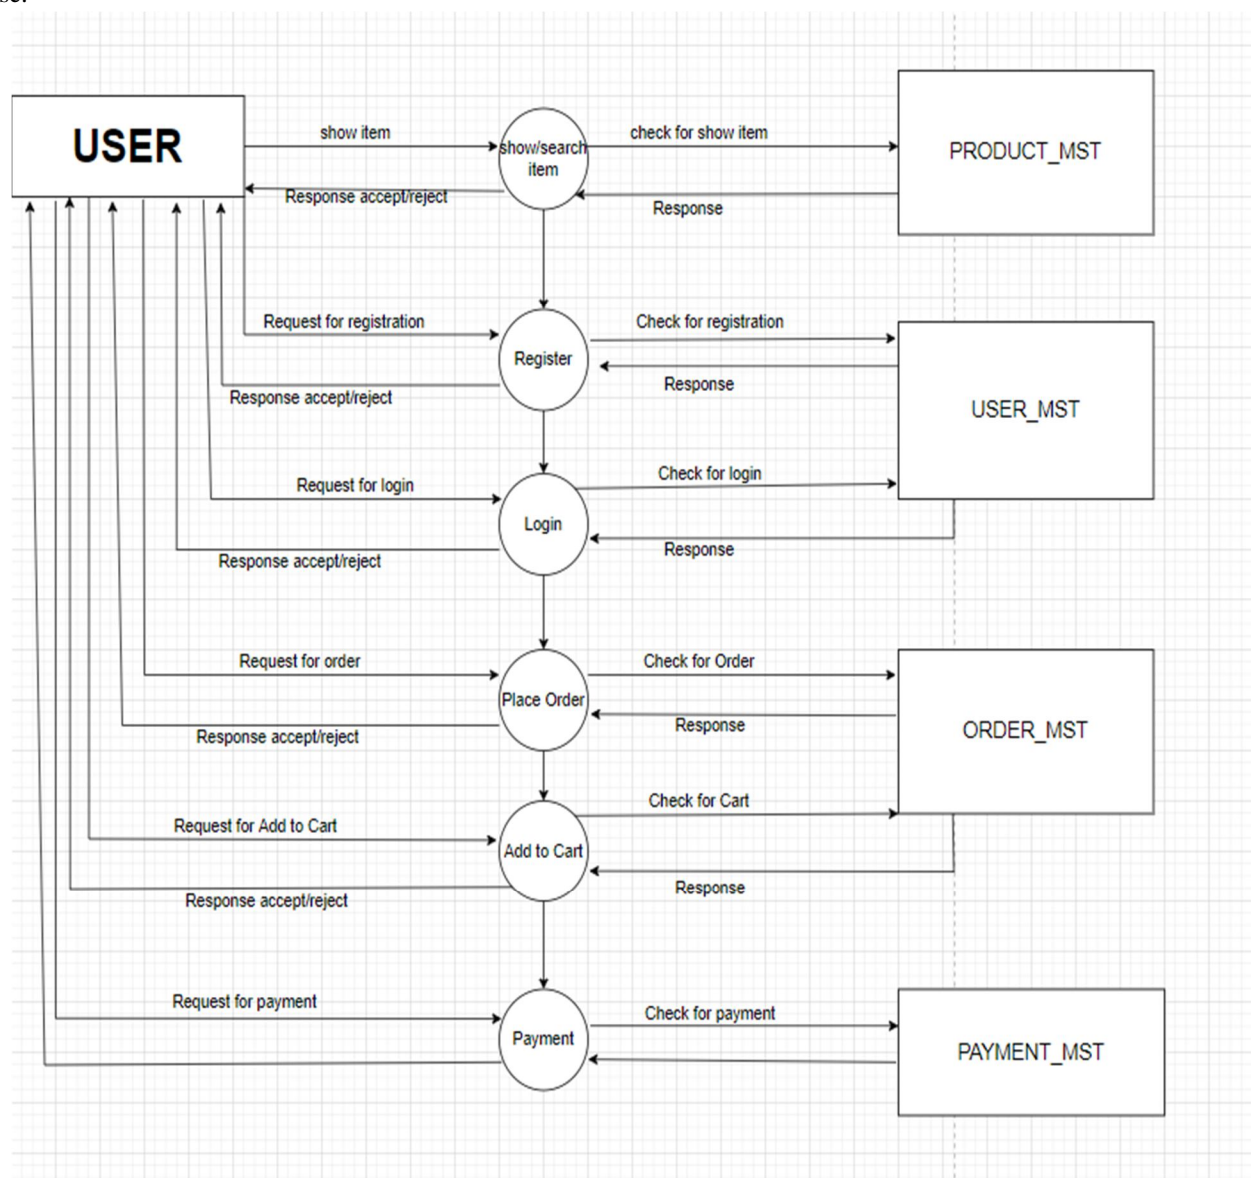 USER
show item
show/search
item
check for show item
PRODUCT_MST
Response accept/reject
Response
Request for registration
Register
Check for registration
USER_MST
Response accept/reject
Response
Request for login
Login
Check for login
Response accept/reject
Response
Request for order
Place Order
Check for Order
ORDER_MST
Response accept/reject
Response
Request for Add to Cart
Add to Cart
Check for Cart
Response accept/reject
Response
Request for payment
Payment
Check for payment
PAYMENT_MST